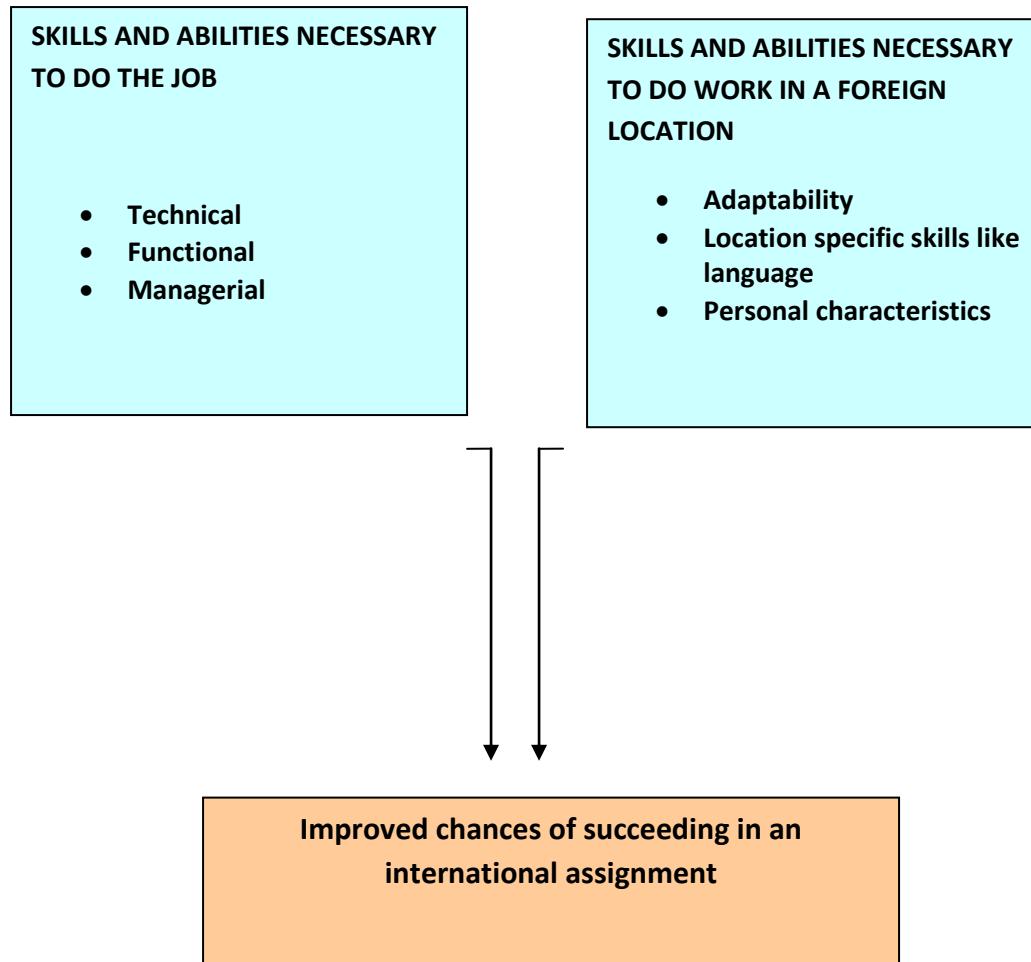 SKILLS AND ABILITIES NECESSARY
TO DO THE JOB
• Technical
• Functional
• Managerial
SKILLS AND ABILITIES NECESSARY
TO DO WORK IN A FOREIGN
LOCATION
• Adaptability
• Location specific skills like
language
• Personal characteristics
Improved chances of succeeding in an
international assignment